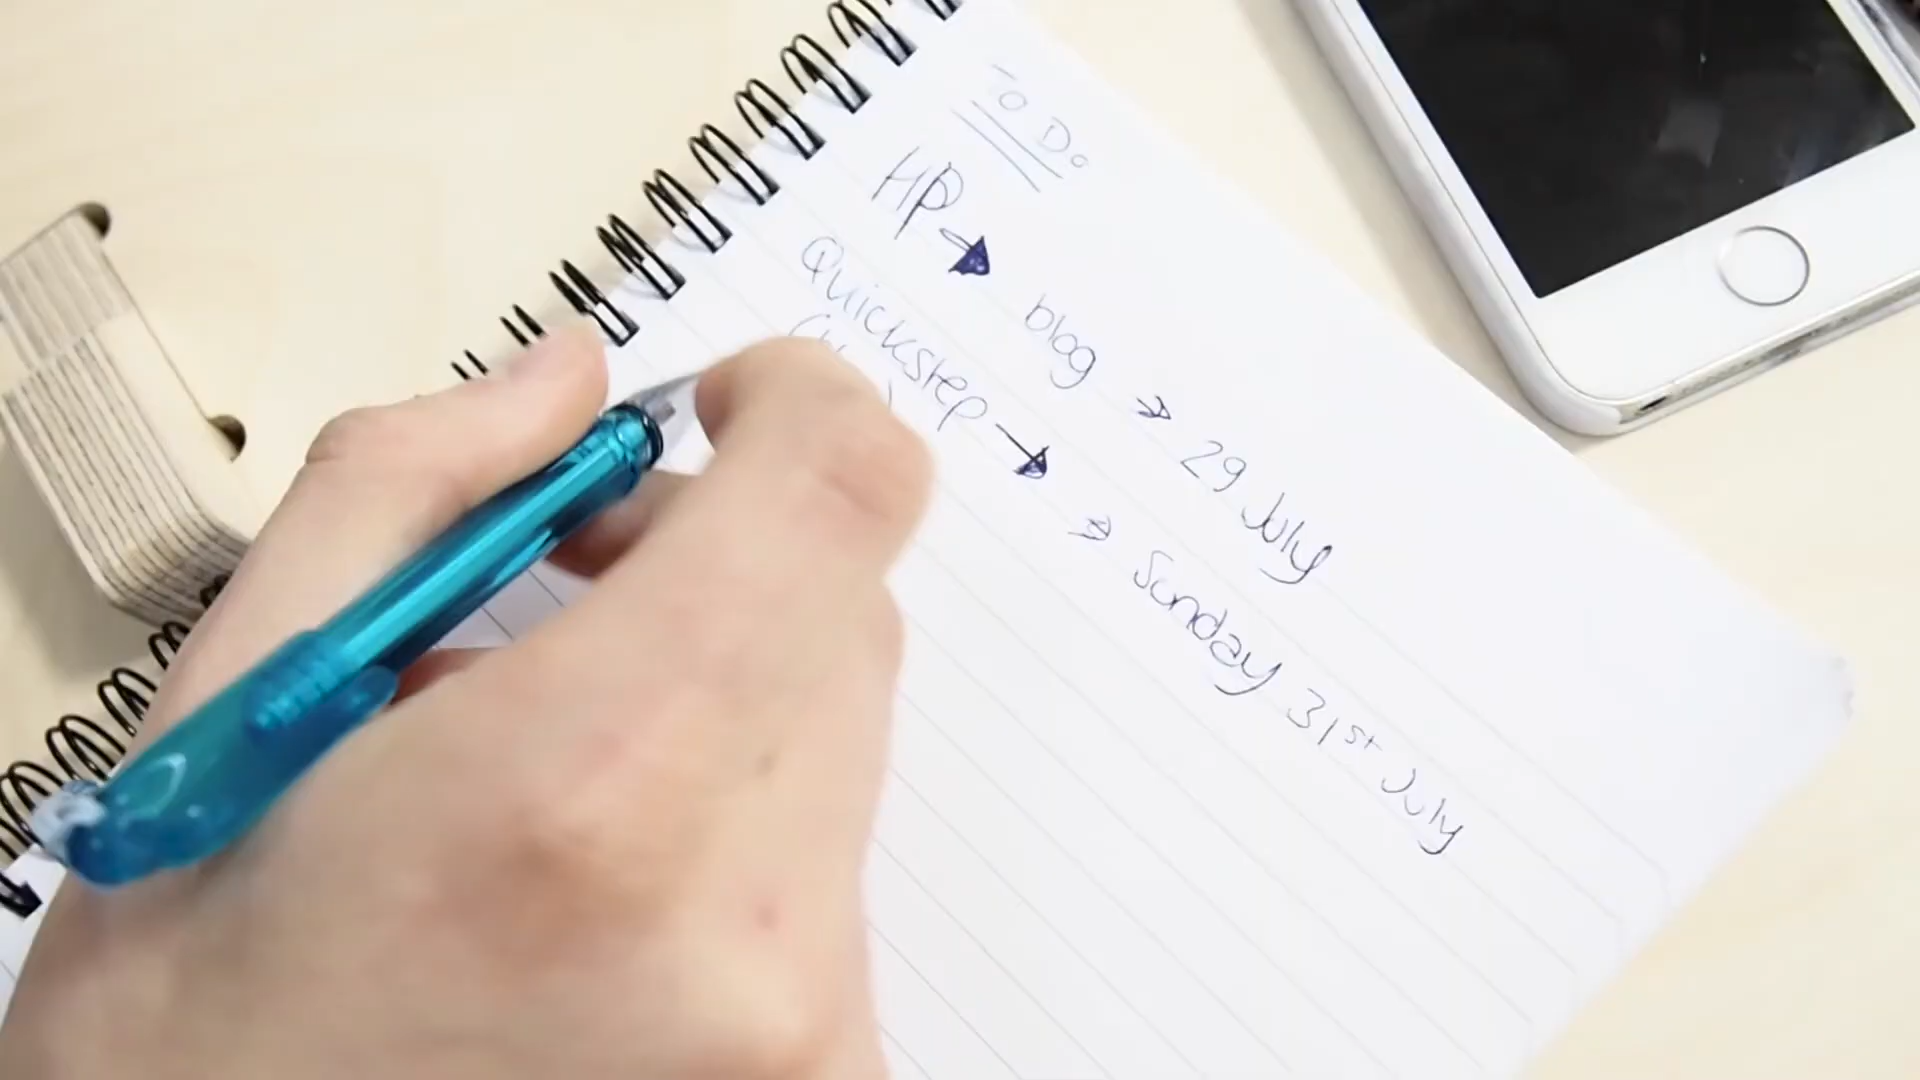 To Do
HP → blog → 29 July
Quickstep → → Sunday 31st July